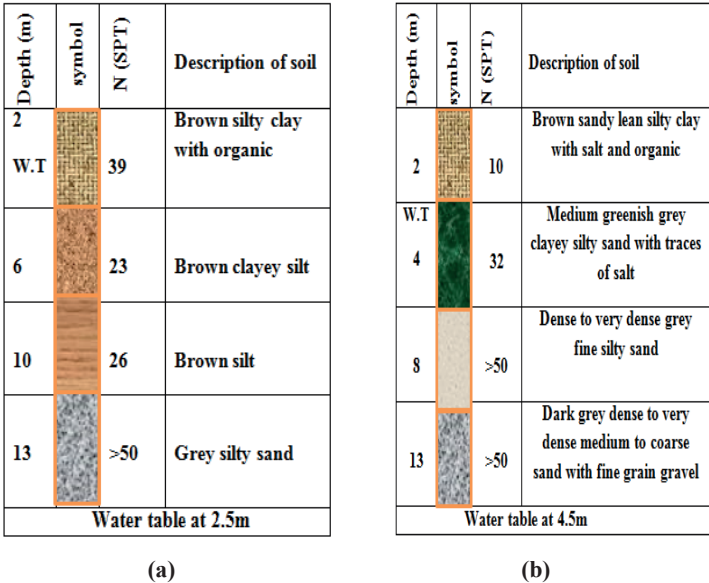 Depth (m)
symbol
N (SPT)
Description of soil
2
W.T
39
Brown silty clay
with organic
6
23
Brown clayey silt
10
26
Brown silt
13
>50
Grey silty sand
Water table at 2.5m
(a)
Depth (m)
symbol
N (SPT)
Description of soil
2
10
Brown sandy lean silty clay
with salt and organic
W.T
4
32
Medium greenish grey
clayey silty sand with traces
of salt
8
>50
Dense to very dense grey
fine silty sand
13
>50
Dark grey dense to very
dense medium to coarse
sand with fine grain gravel
Water table at 4.5m
(b)